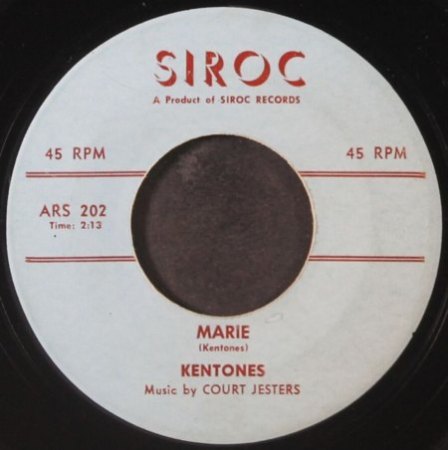 SIROC
A Product of SIROC RECORDS
45 RPM 45 RPM
ARS 202
Time: 2:13
MARIE
(Kentones)
KENTONES
Music by COURT JESTERS